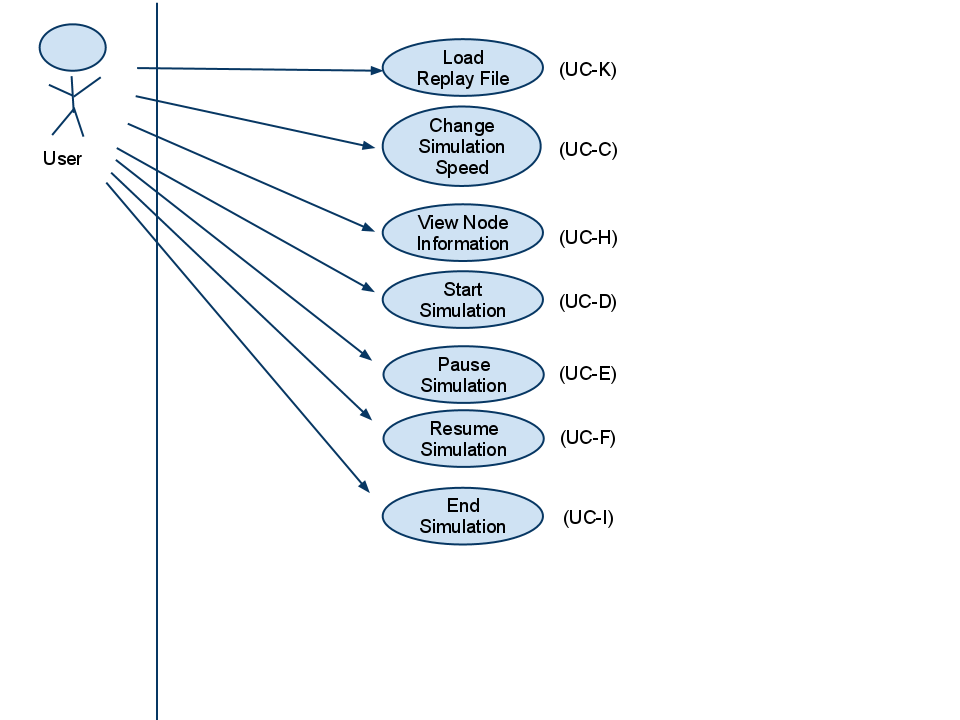 User
Load
Replay File
(UC-K)
Change
Simulation
Speed
(UC-C)
View Node
Information
(UC-H)
Start
Simulation
(UC-D)
Pause
Simulation
(UC-E)
Resume
Simulation
(UC-F)
End
Simulation
(UC-I)